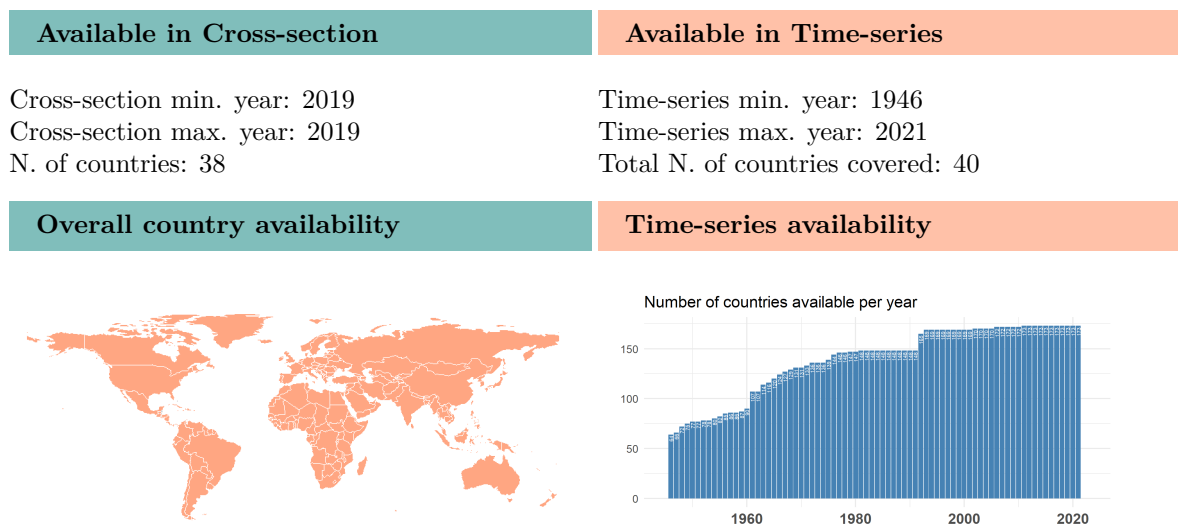 Available in Cross-section
Available in Time-series
Cross-section min. year: 2019
Cross-section max. year: 2019
N. of countries: 38
Time-series min. year: 1946
Time-series max. year: 2021
Total N. of countries covered: 40
Overall country availability
Time-series availability
Number of countries available per year
150
100
50
0
1960
1980
2000
2020